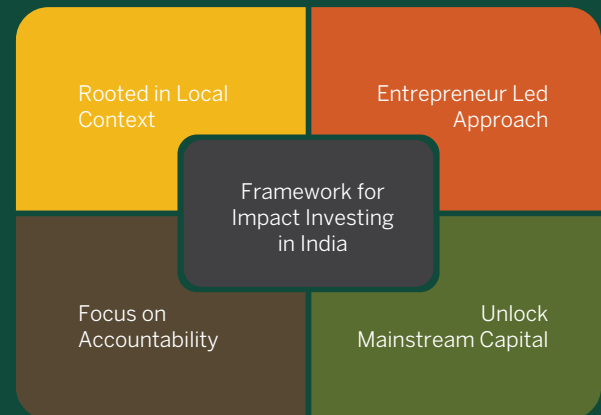 Rooted in Local
Context
Entrepreneur Led
Approach
Framework for
Impact Investing
in India
Focus on
Accountability
Unlock
Mainstream Capital